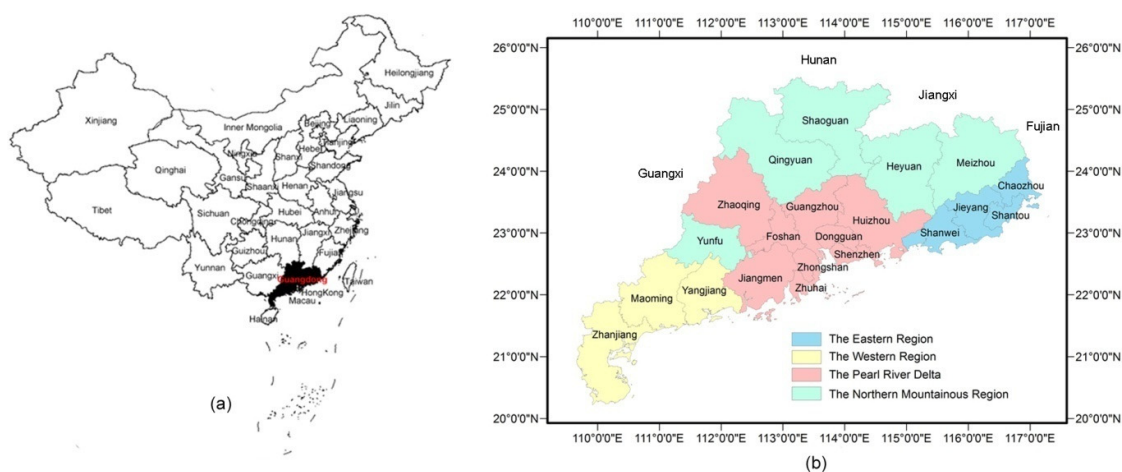 Heilongjiang
Jilin
Liaoning
Xinjiang
Inner Mongolia
Beijing
Tianjing
Hebei
Ningxia
Shanxi
Shandong
Qinghai
Gansu
Shaanxi
Henan
Jiangsu
Tibet
Sichuan
Chongqing
Hubei
Anhui
Zhejiang
Hunan
Jiangxi
Guizhou
Fujian
Yunnan
Guangxi
Guangdong
Taiwan
HongKong
Macau
Hainan
(a)
110°0'0"E 111°0'0"E 112°0'0"E 113°0'0"E 114°0'0"E 115°0'0"E 116°0'0"E 117°0'0"E
26°0'0"N 26°0'0"N
Hunan
25°0'0"N 25°0'0"N
Jiangxi
Shaoguan
Fujian
Qingyuan
Heyuan
Meizhou
Guangxi
24°0'0"N 24°0'0"N
Chaozhou
Zhaoqing
Guangzhou
Huizhou
Jieyang
Shantou
Yunfu
Foshan
Dongguan
Shanwei
23°0'0"N 23°0'0"N
Shenzhen
Zhongshan
Jiangmen
Zhuhai
Maoming
Yangjiang
22°0'0"N 22°0'0"N
Zhanjiang
The Eastern Region
The Western Region
21°0'0"N 21°0'0"N
The Pearl River Delta
The Northern Mountainous Region
20°0'0"N 20°0'0"N
110°0'0"E 111°0'0"E 112°0'0"E 113°0'0"E 114°0'0"E 115°0'0"E 116°0'0"E 117°0'0"E
(b)